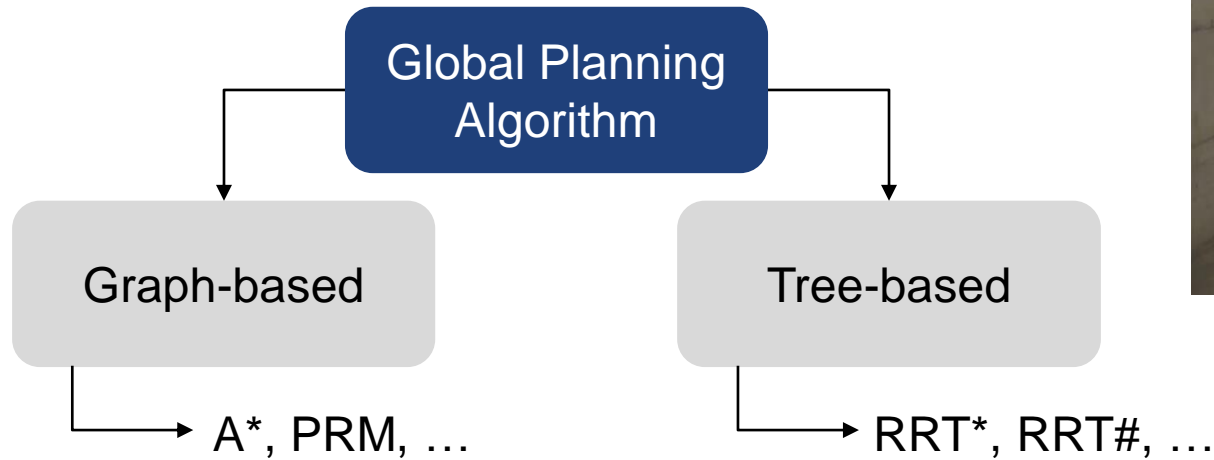 Global Planning
Algorithm
Graph-based
Tree-based
A*, PRM, …
RRT*, RRT#, …